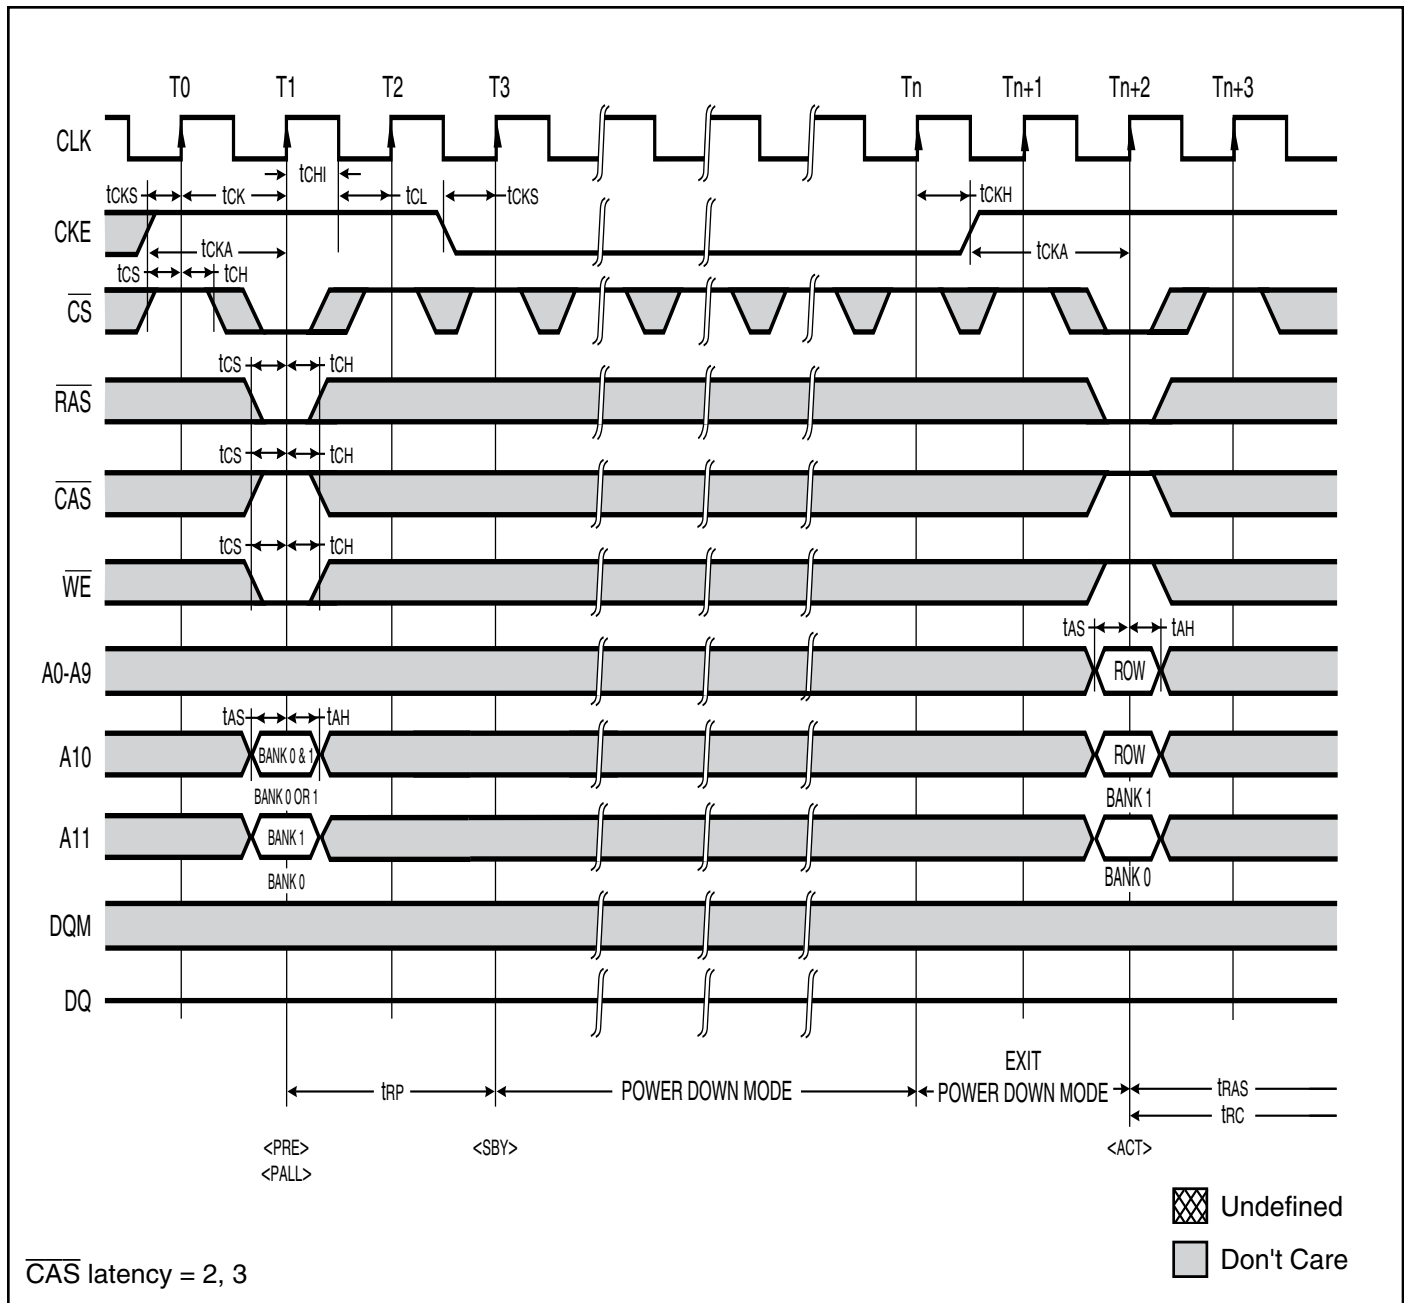 T0 T1 T2 T3 Tn Tn+1 Tn+2 Tn+3
CLK
tCHI
tCKS tCK tCL tCKS tCKH
CKE
tCKA tCKA
tCS tCH
CS
tCS tCH
RAS
tCS tCH
CAS
tCS tCH
WE
tAS tAH
A0-A9 ROW
tAS tAH
A10 BANK 0 & 1 ROW
BANK 0 OR 1 BANK 1
A11 BANK 1
BANK 0 BANK 0
DQM
DQ
EXIT
tRP POWER DOWN MODE POWER DOWN MODE tRAS
tRC
<PRE> <SBY> <ACT>
<PALL>
Undefined
Don't Care
CAS latency = 2, 3